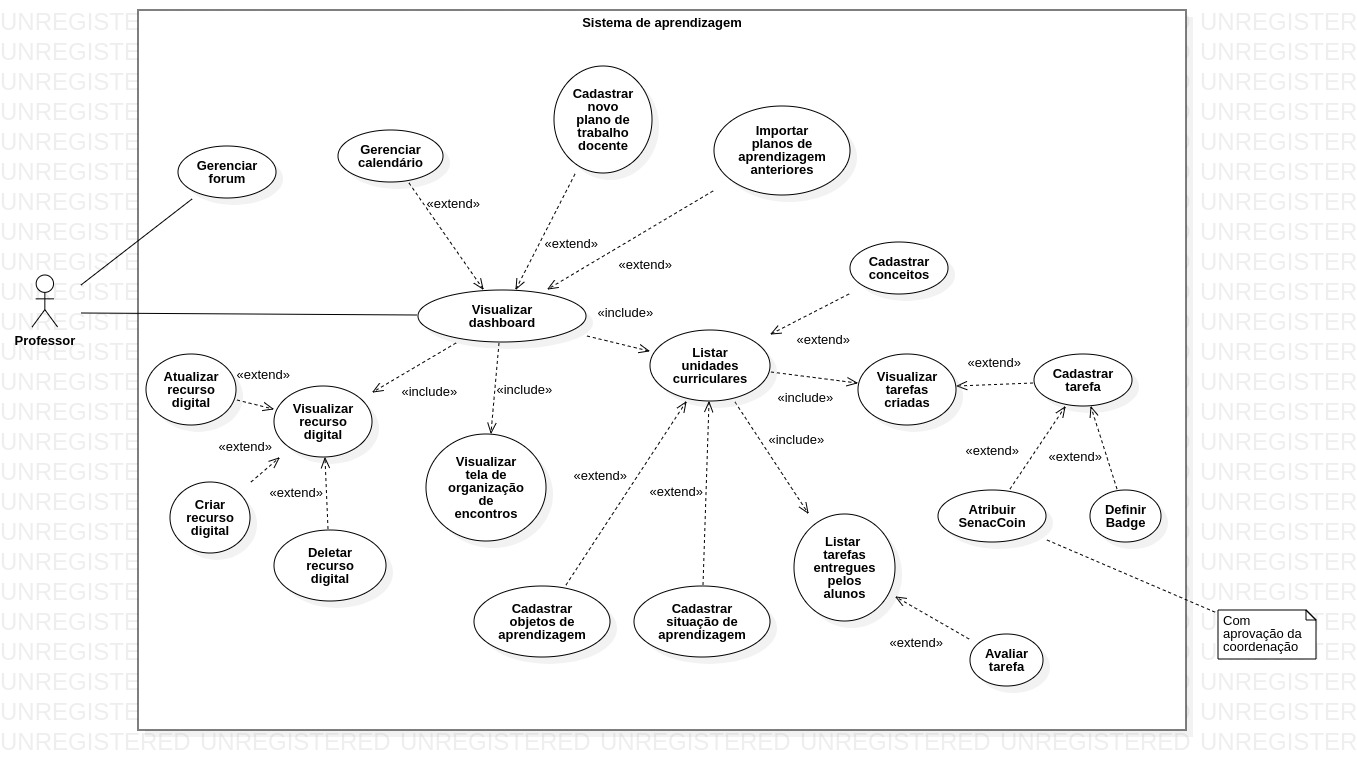 Sistema de aprendizagem
Cadastrar
novo
plano de
trabalho
docente
Importar
planos de
aprendizagem
anteriores
Gerenciar
calendário
Gerenciar
forum
«extend»
«extend»
«extend»
Cadastrar
conceitos
Professor
Visualizar
dashboard
«include»
«extend»
Listar
unidades
curriculares
Visualizar
tarefas
criadas
«extend»
Cadastrar
tarefa
Atualizar
recurso
digital
«extend»
Visualizar
recurso
digital
«include»
«include»
«include»
«include»
«extend»
«extend»
Criar
recurso
digital
Deletar
recurso
digital
Visualizar
tela de
organização
de
encontros
«extend»
«extend»
«extend»
«extend»
Atribuir
SenacCoin
Definir
Badge
Listar
tarefas
entregues
pelos
alunos
Cadastrar
objetos de
aprendizagem
Cadastrar
situação de
aprendizagem
«extend»
Avaliar
tarefa
Com
aprovação da
coordenação
UNREGISTERED UNREGISTERED UNREGISTERED UNREGISTERED UNREGISTERED UNREGISTERED UNREGISTER